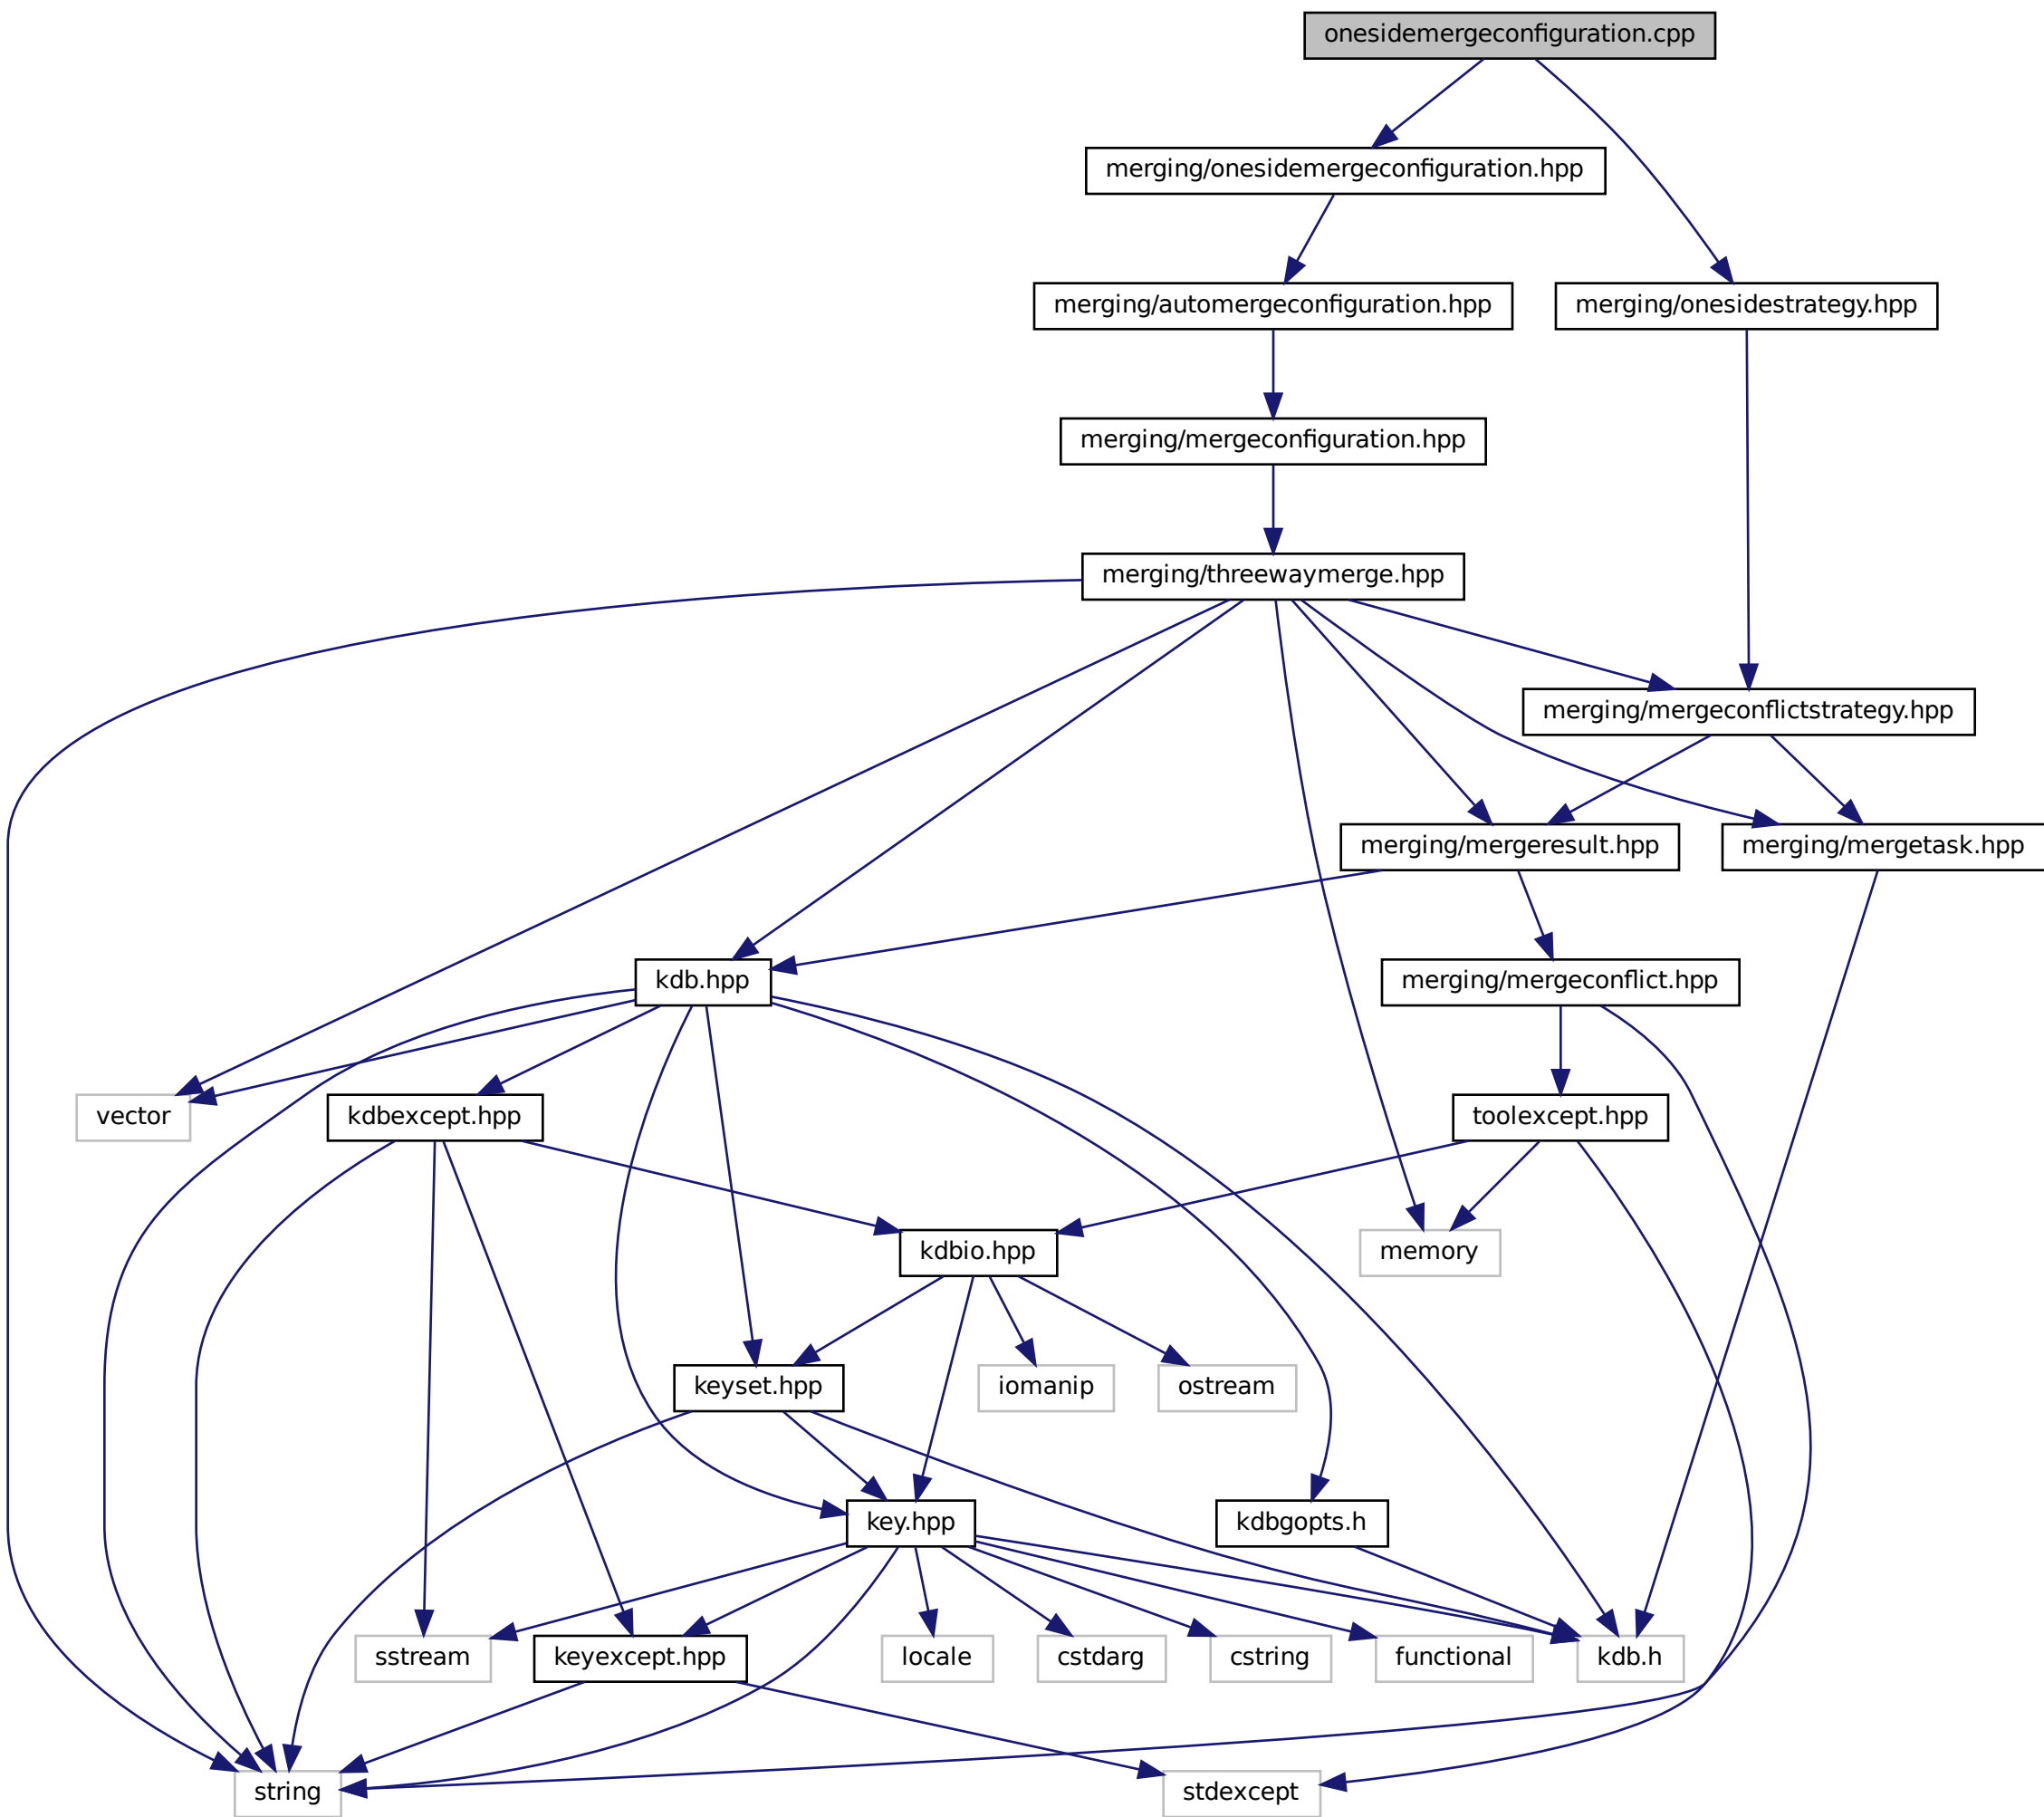 onesidemergeconfiguration.cpp
merging/onesidemergeconfiguration.hpp
merging/automergeconfiguration.hpp
merging/onesidestrategy.hpp
merging/mergeconfiguration.hpp
merging/threewaymerge.hpp
merging/mergeconflictstrategy.hpp
merging/mergeresult.hpp
merging/mergetask.hpp
kdb.hpp
merging/mergeconflict.hpp
vector
kdbexcept.hpp
toolexcept.hpp
kdbio.hpp
memory
keyset.hpp
iomanip
ostream
key.hpp
kdbgopts.h
sstream
keyexcept.hpp
locale
cstdarg
cstring
functional
kdb.h
string
stdexcept